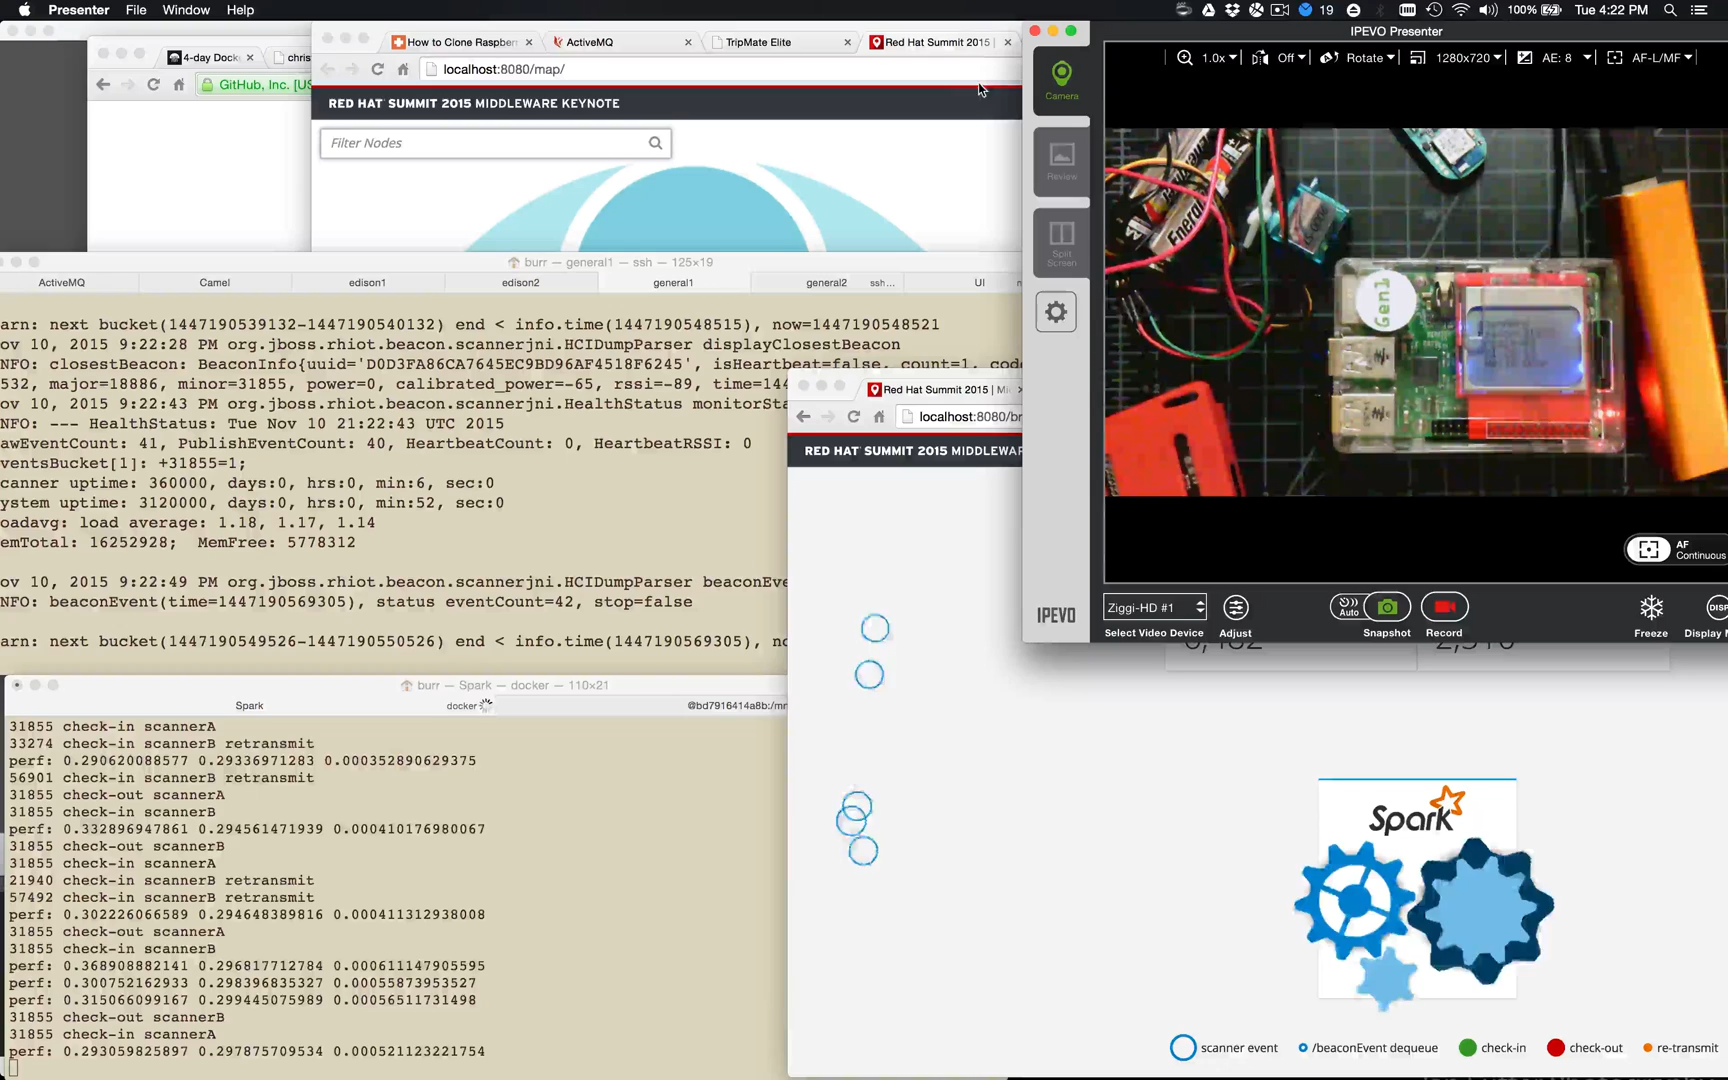 Presenter File Window Help
19 100% Tue 4:22 PM
4-day Dock
GitHub, Inc. [US
How to Clone Raspber
ActiveMQ
TripMate Elite
Red Hat Summit 2015 |
localhost:8080/map/
RED HAT SUMMIT 2015 MIDDLEWARE KEYNOTE
Filter Nodes
burr — general1 — ssh — 125×19
ActiveMQ Camel edison1 edison2 general1 general2 ssh... UI
arn: next bucket(1447190539132-1447190540132) end < info.time(1447190548515), now=1447190548521
ov 10, 2015 9:22:28 PM org.jboss.rhiot.beacon.scannerjni.HCIDumpParser displayClosestBeacon
NFO: closestBeacon: BeaconInfo{uuid='D0D3FA86CA7645EC9BD96AF4518F6245', isHeartbeat=false, count=1, cod
532, major=18886, minor=31855, power=0, calibrated_power=-65, rssi=-89, time=144
ov 10, 2015 9:22:43 PM org.jboss.rhiot.beacon.scannerjni.HealthStatus monitorSta
NFO: --- HealthStatus: Tue Nov 10 21:22:43 UTC 2015
awEventCount: 41, PublishEventCount: 40, HeartbeatCount: 0, HeartbeatRSSI: 0
ventsBucket[1]: +31855=1;
canner uptime: 360000, days:0, hrs:0, min:6, sec:0
ystem uptime: 3120000, days:0, hrs:0, min:52, sec:0
oadavg: load average: 1.18, 1.17, 1.14
emTotal: 16252928; MemFree: 5778312
ov 10, 2015 9:22:49 PM org.jboss.rhiot.beacon.scannerjni.HCIDumpParser beaconEve
NFO: beaconEvent(time=1447190569305), status eventCount=42, stop=false
arn: next bucket(1447190549526-1447190550526) end < info.time(1447190569305), no
burr — Spark — docker — 110×21
Spark docker @bd7916414a8b:/mn
31855 check-in scannerA
33274 check-in scannerB retransmit
perf: 0.290620088577 0.29336971283 0.000352890629375
56901 check-in scannerB retransmit
31855 check-out scannerA
31855 check-in scannerB
perf: 0.332896947861 0.294561471939 0.000410176980067
31855 check-out scannerB
31855 check-in scannerA
21940 check-in scannerB retransmit
57492 check-in scannerB retransmit
perf: 0.302226066589 0.294648389816 0.000411312938008
31855 check-out scannerA
31855 check-in scannerB
perf: 0.368908882141 0.296817712784 0.000611147905595
perf: 0.300752162933 0.298396835327 0.00055873953527
perf: 0.315066099167 0.299445075989 0.00056511731498
31855 check-out scannerB
31855 check-in scannerA
perf: 0.293059825897 0.297875709534 0.000521123221754
Red Hat Summit 2015 |
localhost:8080/br
RED HAT SUMMIT 2015 MIDDLEWAR
IPEVO Presenter
1.0x Off Rotate 1280x720 AE: 8 AF-L/MF
Camera
Review
Split
Screen
IPEVO
Energi
Gen1
AF
Continuous
Ziggi-HD #1
Select Video Device
Adjust
Auto
Snapshot
Record
Freeze
Display
Spark
scanner event /beaconEvent dequeue check-in check-out re-transmit